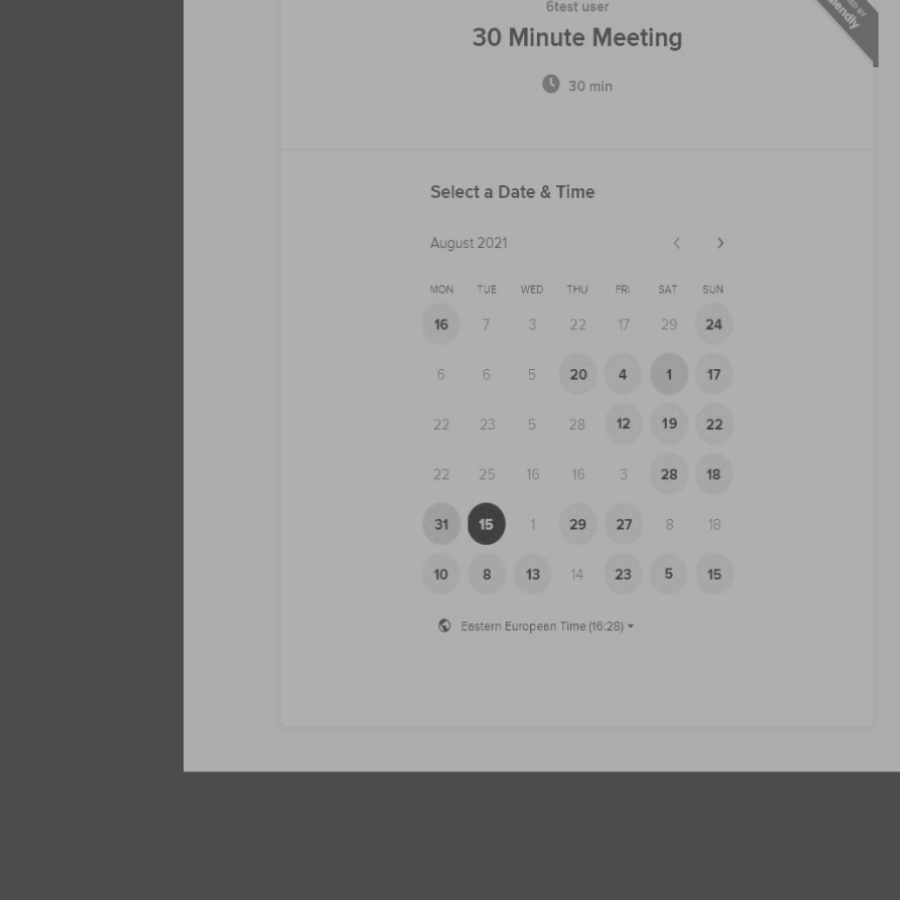 6test user
30 Minute Meeting
30 min
Select a Date & Time
August 2021
MON TUE WED THU FRI SAT SUN
16 7 3 22 17 29 24
6 6 5 20 4 1 17
22 23 5 28 12 19 22
22 25 16 16 3 28 18
31 15 1 29 27 8 18
10 8 13 14 23 5 15
Eastern European Time (16:28)